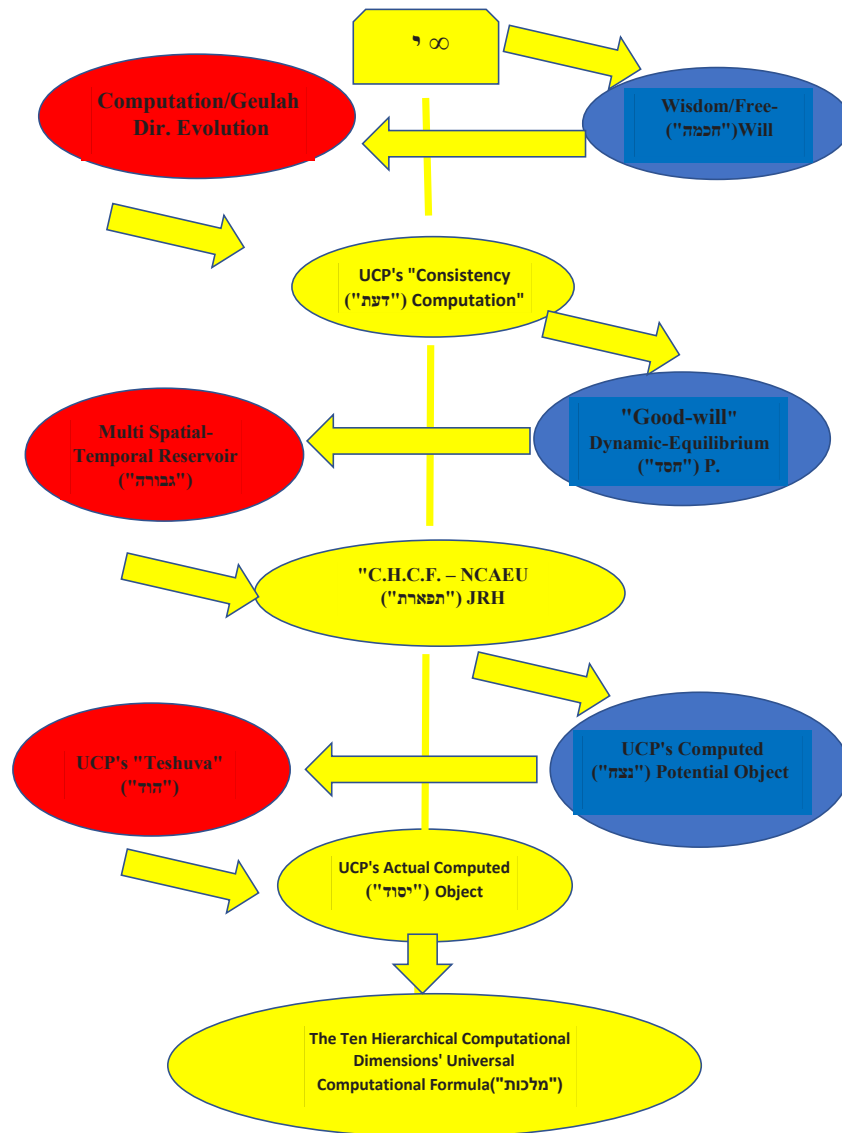 ∞ י
Computation/Geulah
Dir. Evolution
Wisdom/Free-
("חכמה")Will
UCP's "Consistency
("דעת") Computation"
"Good-will"
Dynamic-Equilibrium
("חסד") P.
Multi Spatial-
Temporal Reservoir
("גבורה")
"C.H.C.F. – NCAEU
("תפארת") JRH
UCP's Computed
("נצח") Potential Object
UCP's "Teshuva"
("הוד")
UCP's Actual Computed
("יסוד") Object
The Ten Hierarchical Computational
Dimensions' Universal
Computational Formula("מלכות")